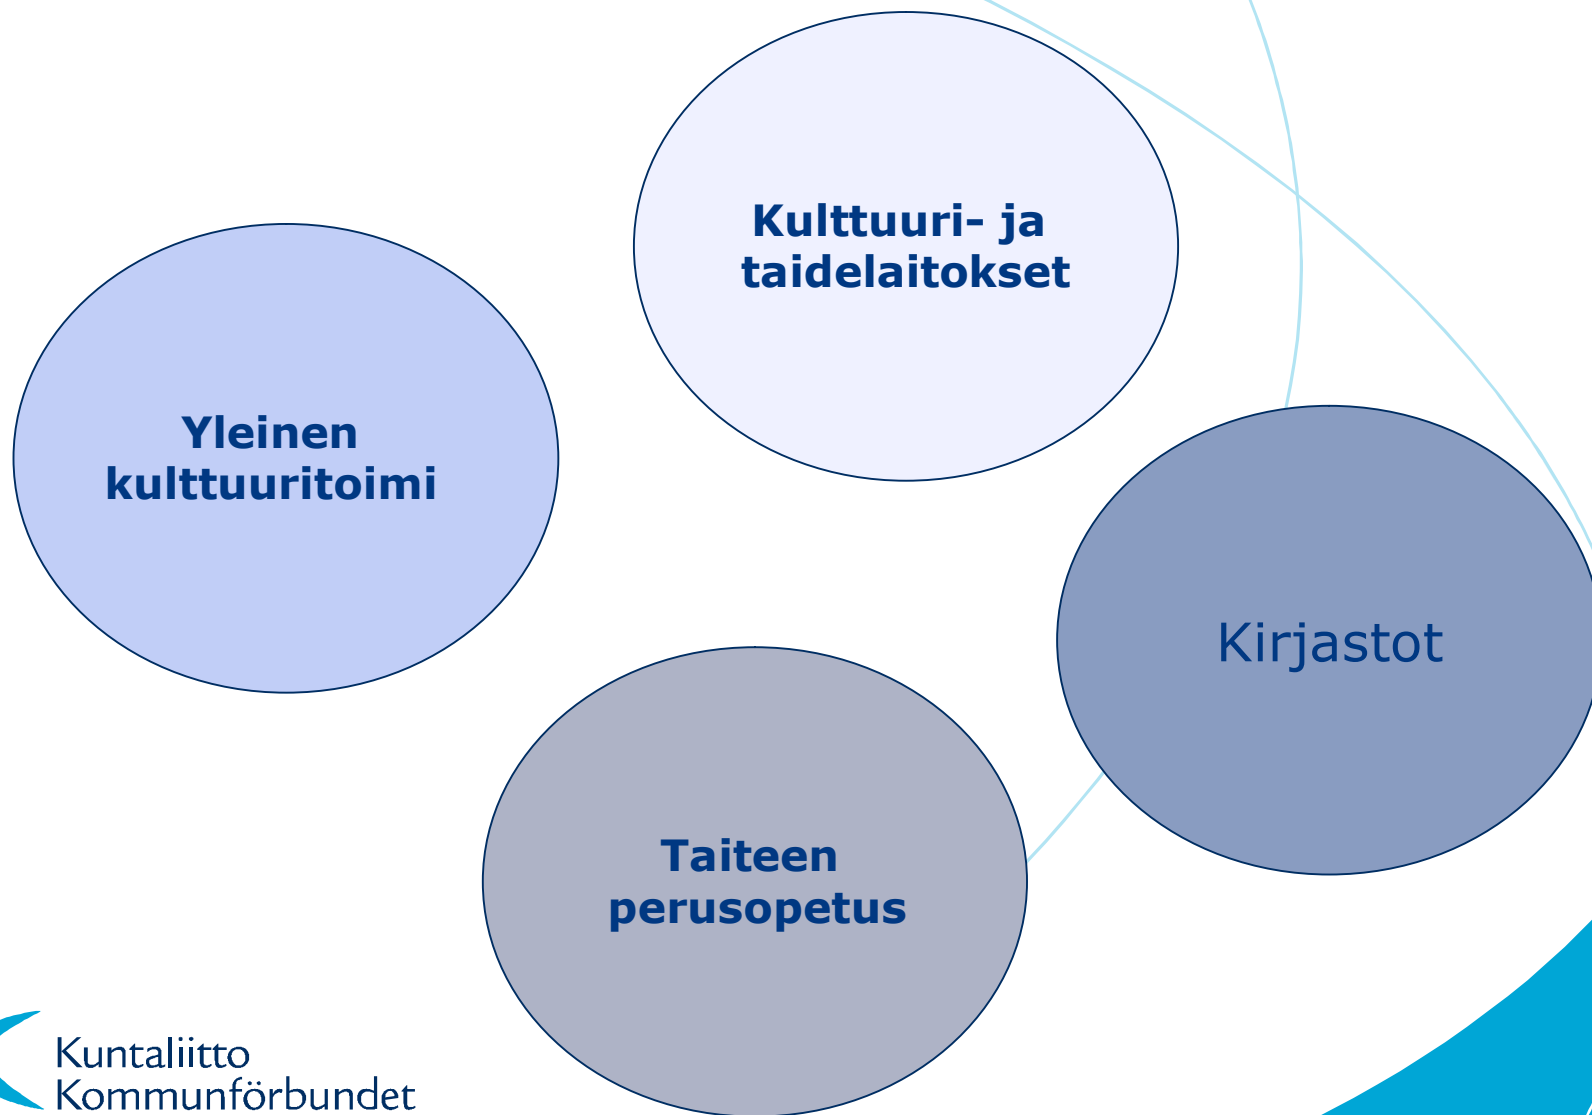 Kulttuuri- ja
taidelaitokset
Yleinen
kulttuuritoimi
Kirjastot
Taiteen
perusopetus
Kuntaliitto
Kommunförbundet